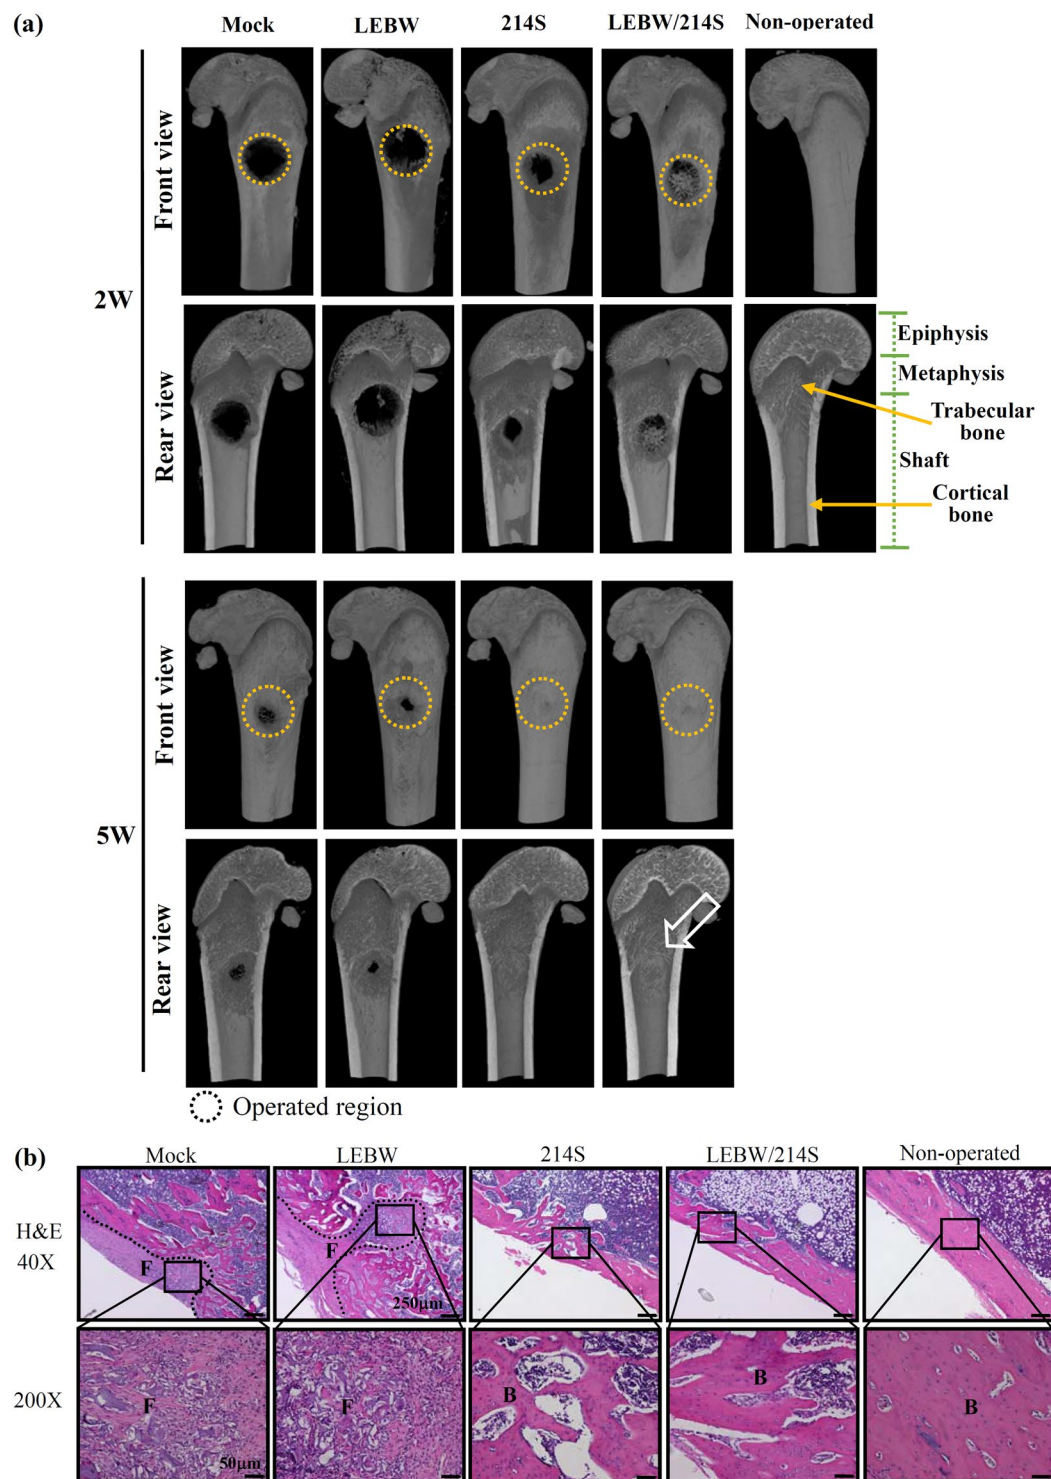 (a)
Mock LEBW 214S LEBW/214S Non-operated
2W
Front view
Rear view
Epiphysis
Metaphysis
Trabecular
bone
Shaft
Cortical
bone
5W
Front view
Rear view
Operated region
(b)
Mock LEBW 214S LEBW/214S Non-operated
H&E
40X
F
F
250μm
200X
F
F
B
B
B
50μm